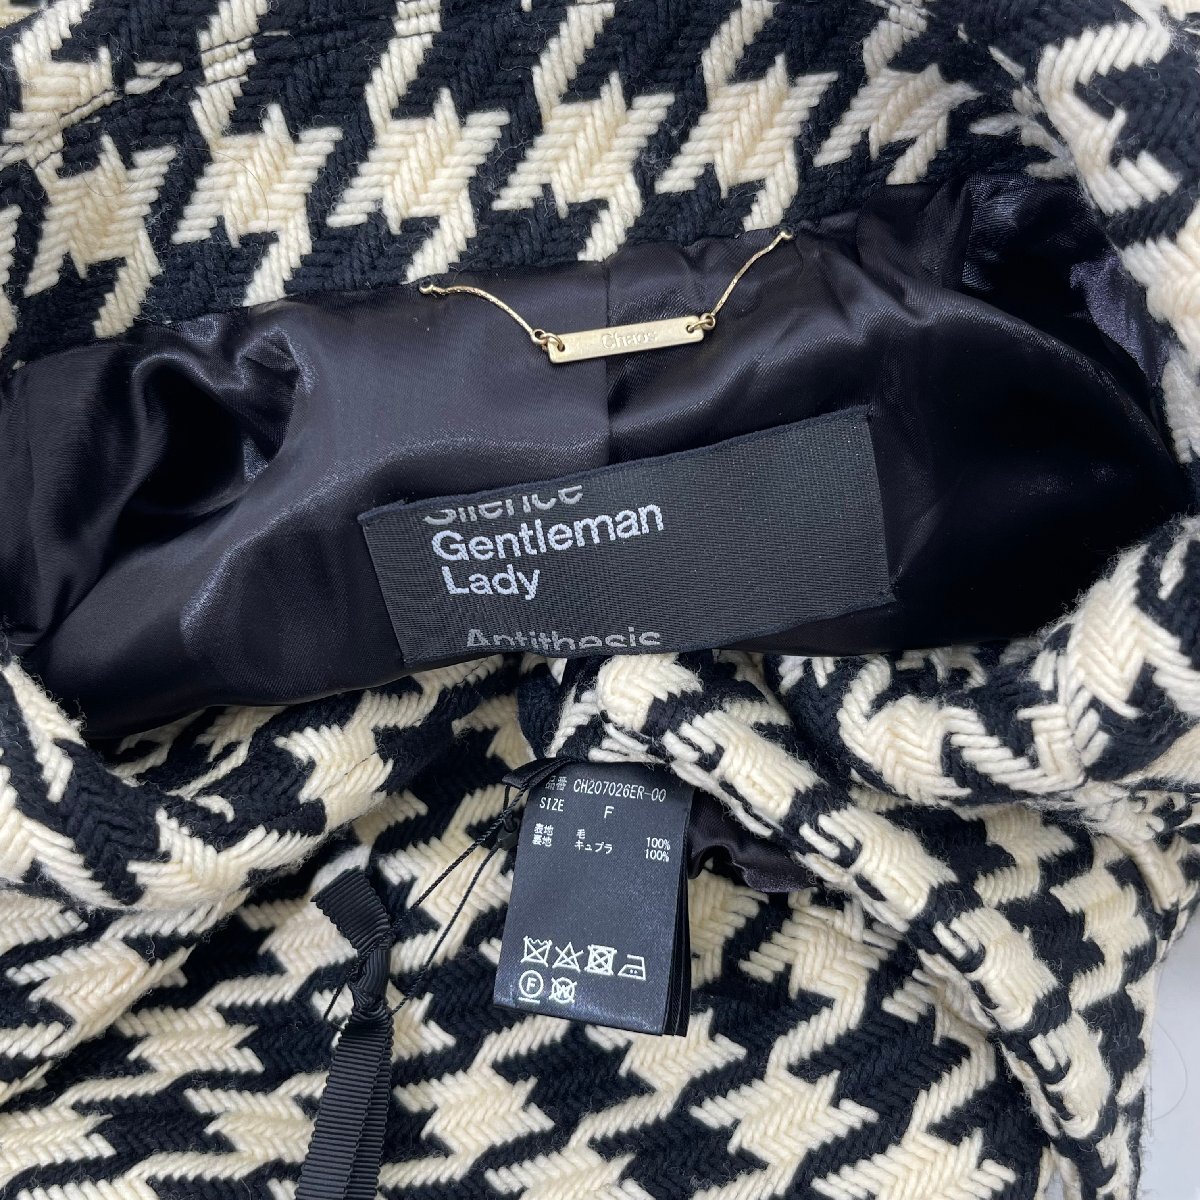 Chaos
Silence
Gentleman
Lady
Antithesis
品番 CH207026ER-00
SIZE F
表地 毛 100%
裏地 キュプラ 100%
F
W